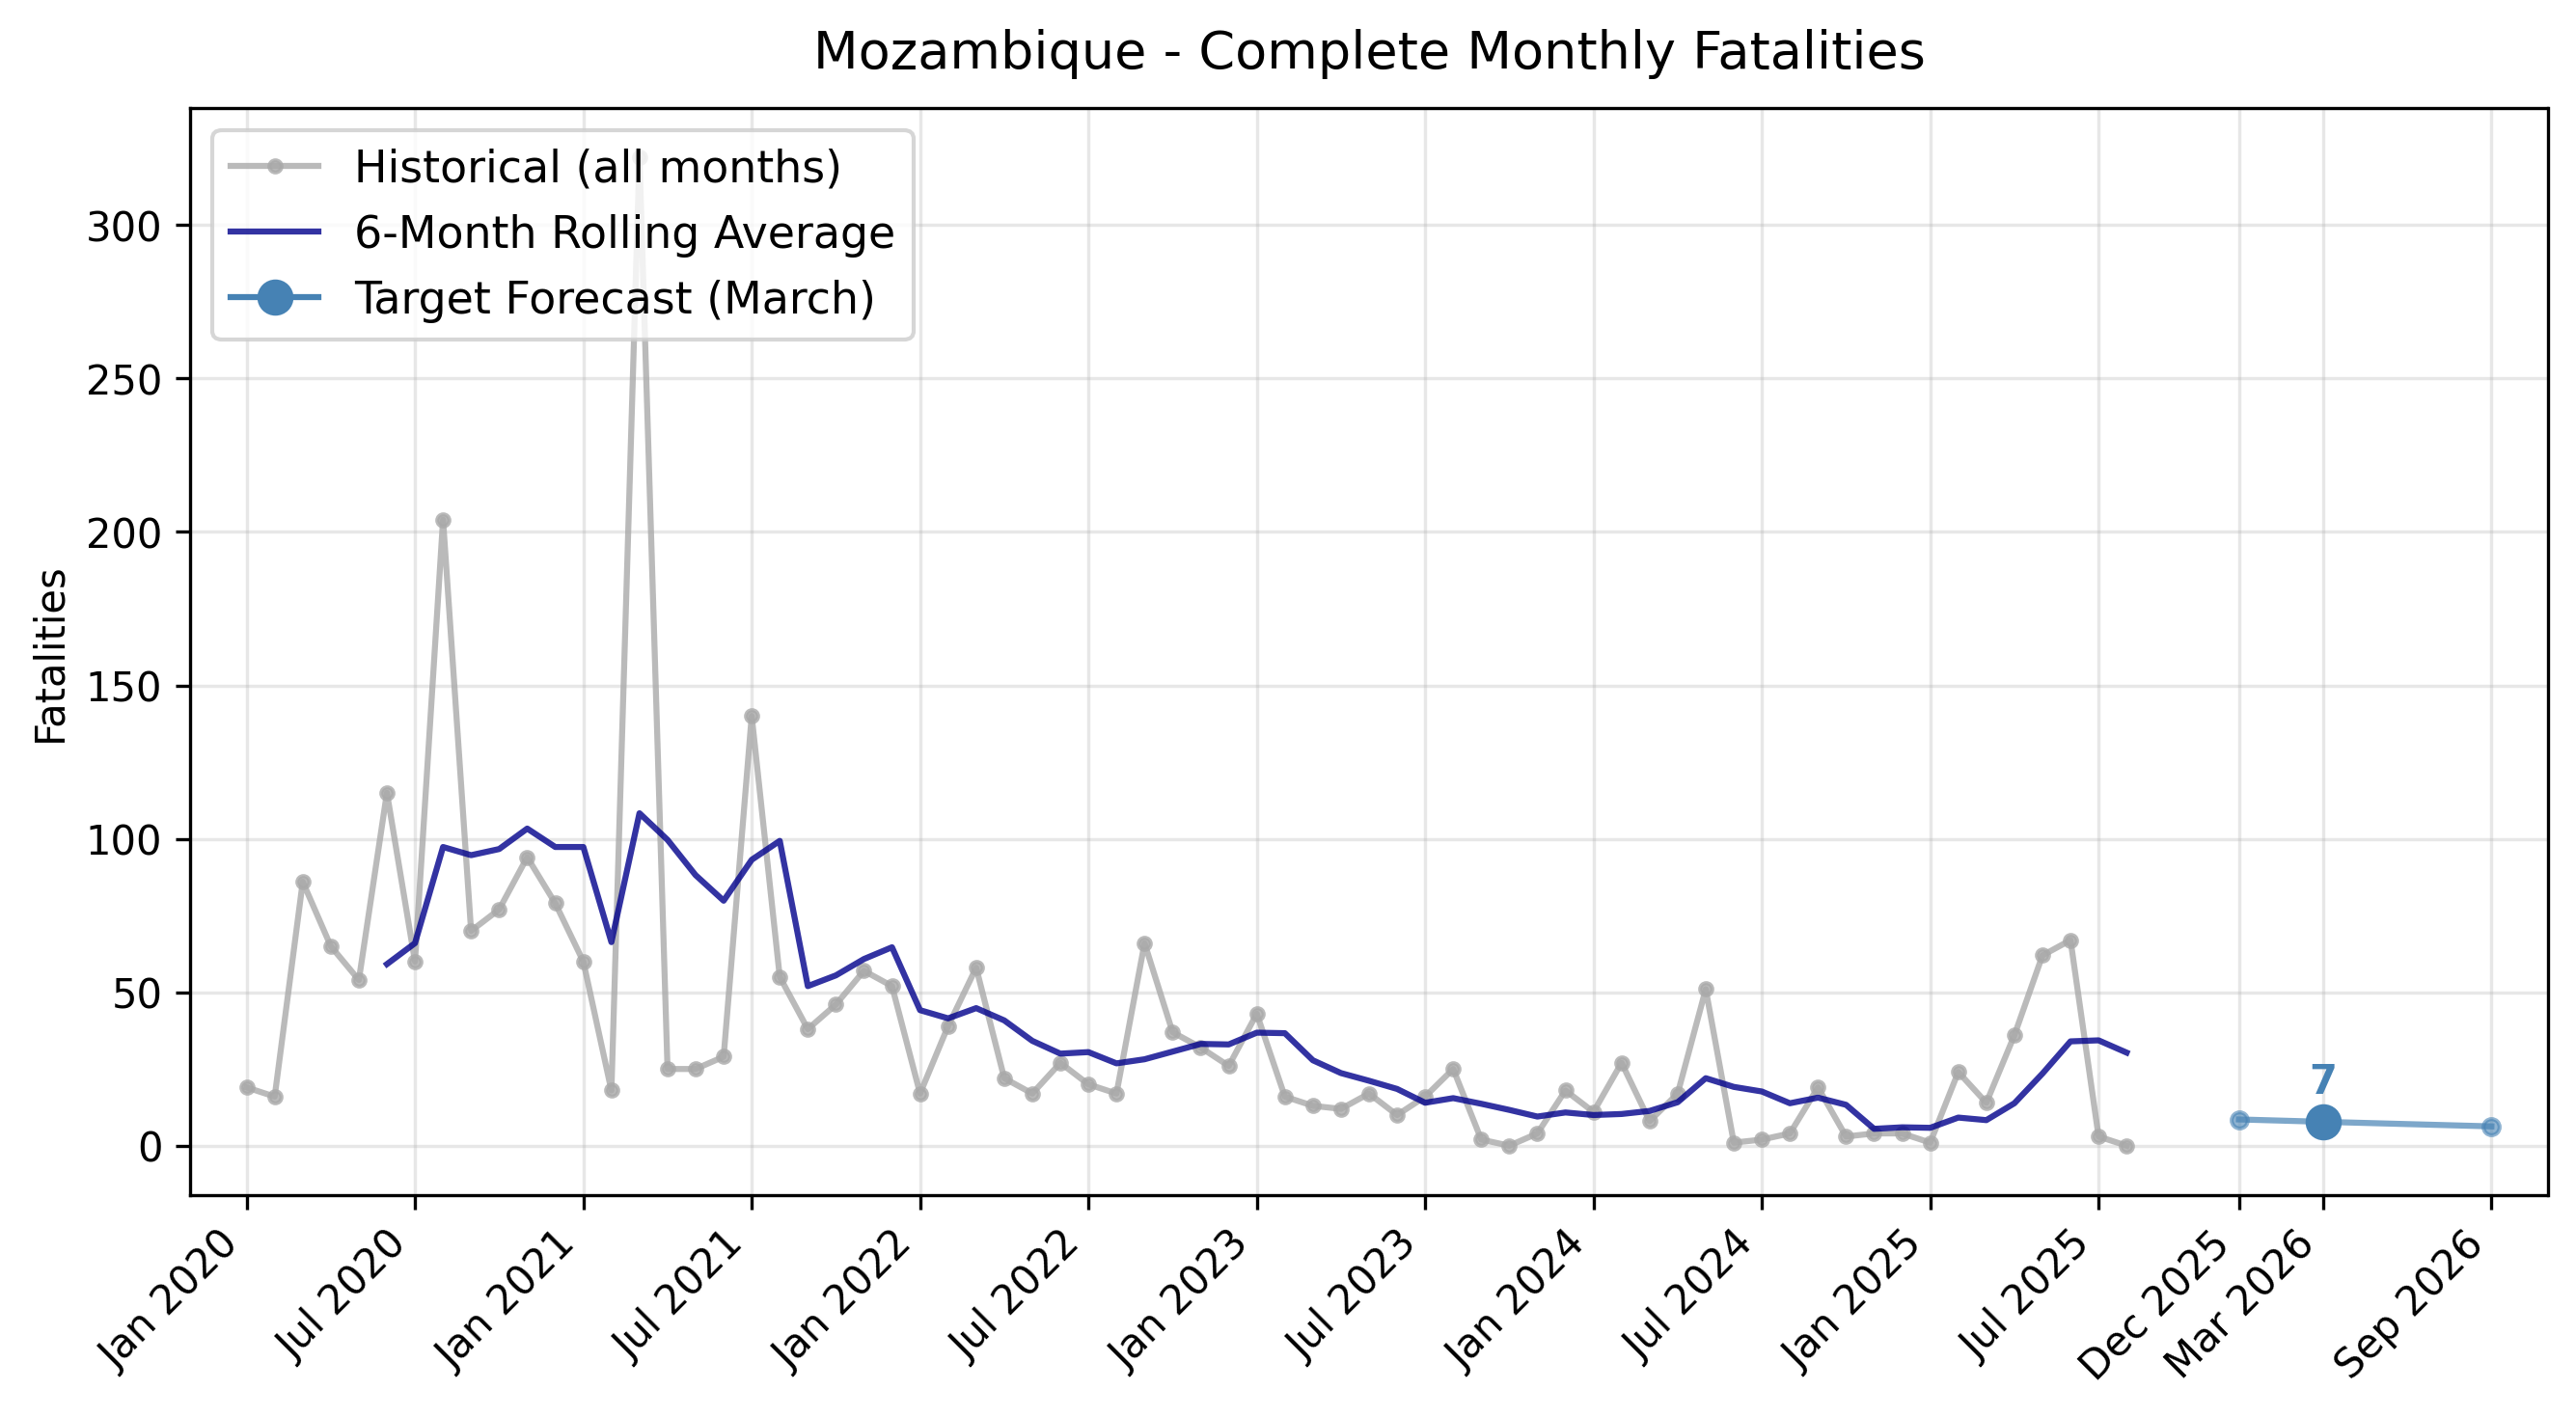 Mozambique - Complete Monthly Fatalities
Historical (all months)
6-Month Rolling Average
Target Forecast (March)
Fatalities
300
250
200
150
100
50
0
7
Jan 2020
Jul 2020
Jan 2021
Jul 2021
Jan 2022
Jul 2022
Jan 2023
Jul 2023
Jan 2024
Jul 2024
Jan 2025
Jul 2025
Dec 2025
Mar 2026
Sep 2026